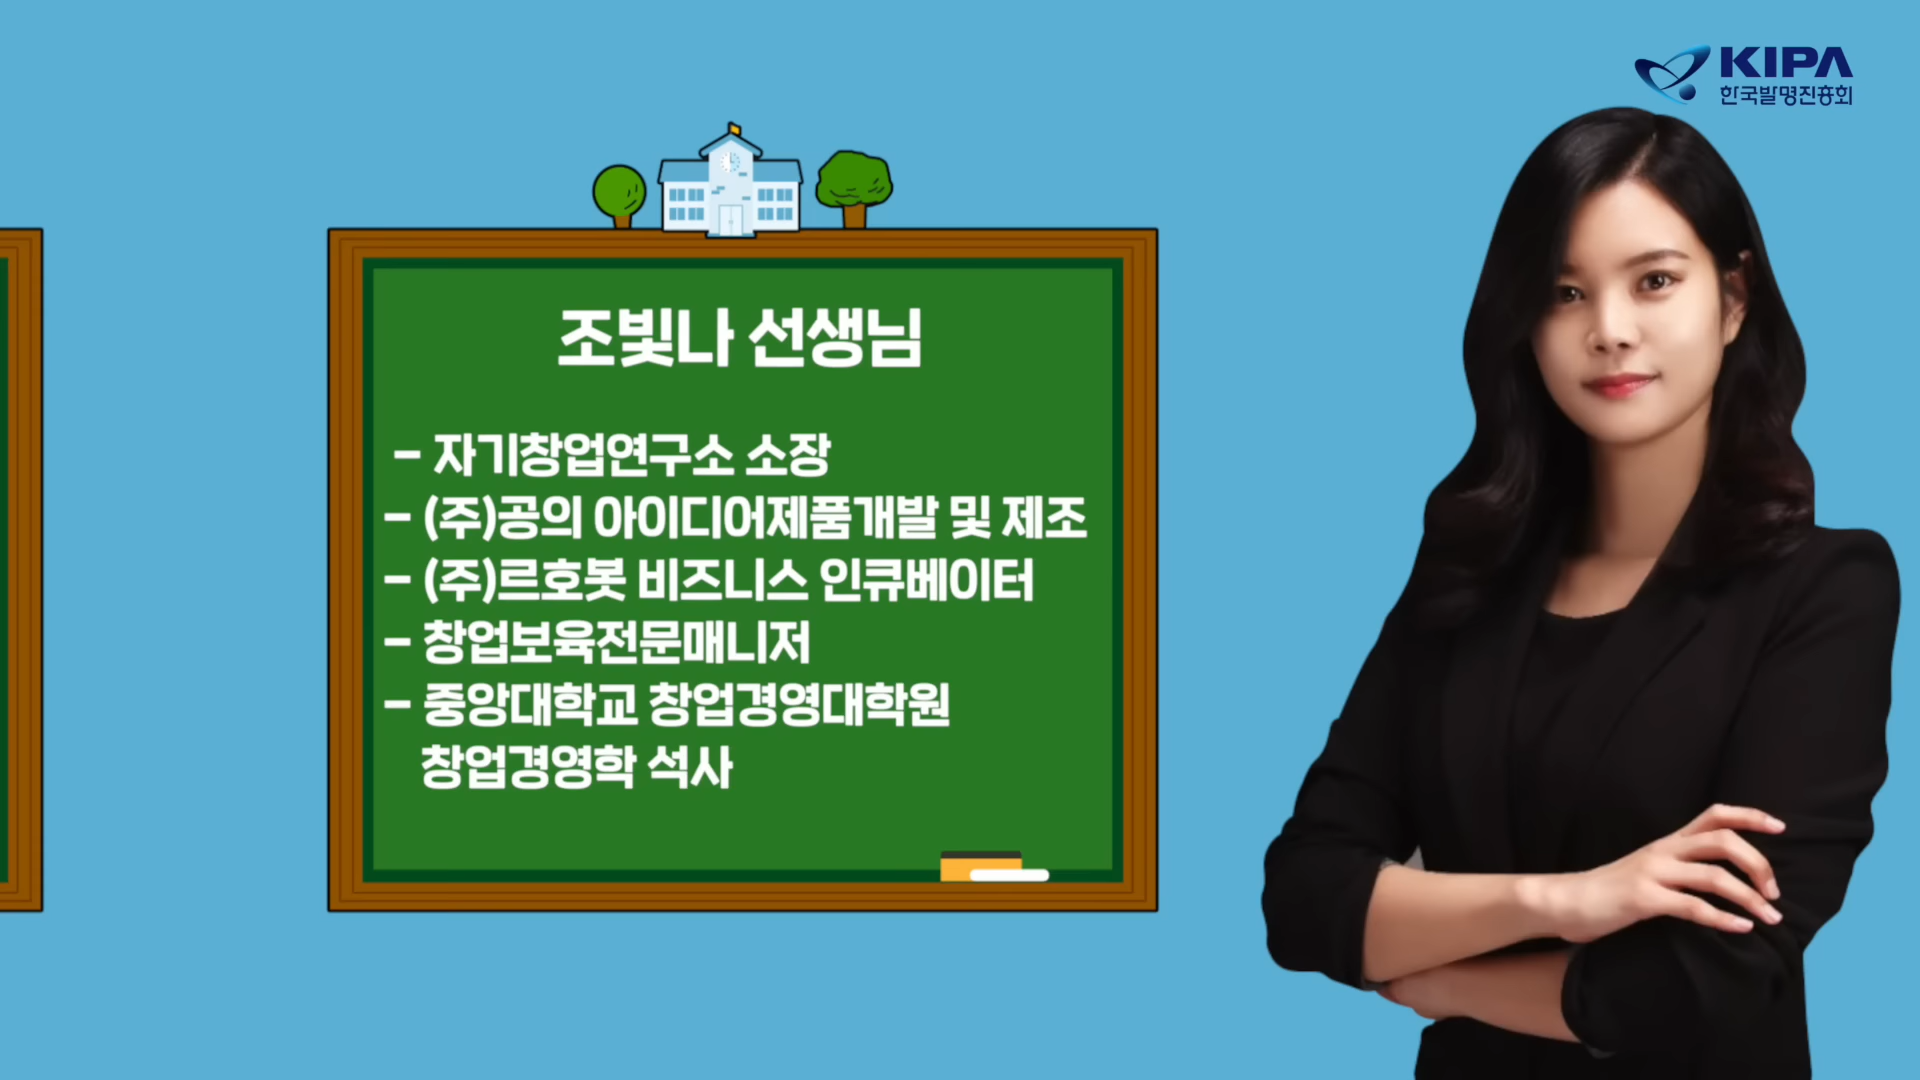 KIPA
한국발명진흥회
조빛나 선생님
- 자기창업연구소 소장
- (주)공의 아이디어제품개발 및 제조
- (주)르호봇 비즈니스 인큐베이터
- 창업보육전문매니저
- 중앙대학교 창업경영대학원
창업경영학 석사